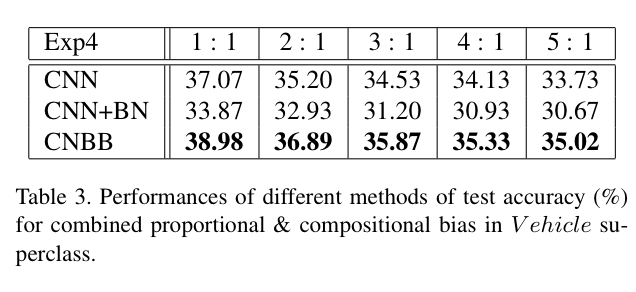 Exp4 1 : 1 2 : 1 3 : 1 4 : 1 5 : 1
CNN 37.07 35.20 34.53 34.13 33.73
CNN+BN 33.87 32.93 31.20 30.93 30.67
CNBB 38.98 36.89 35.87 35.33 35.02
Table 3. Performances of different methods of test accuracy (%)
for combined proportional & compositional bias in Vehicle su-
perclass.